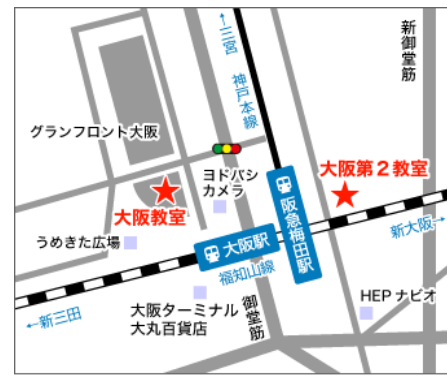 ←三宮
神戸本線
新御堂筋
グランフロント大阪
ヨドバシ
カメラ
大阪第２教室
大阪教室
阪急梅田駅
うめきた広場
大阪駅
新大阪→
福知山線
←新三田
大阪ターミナル
大丸百貨店
御堂筋
HEP ナビオ